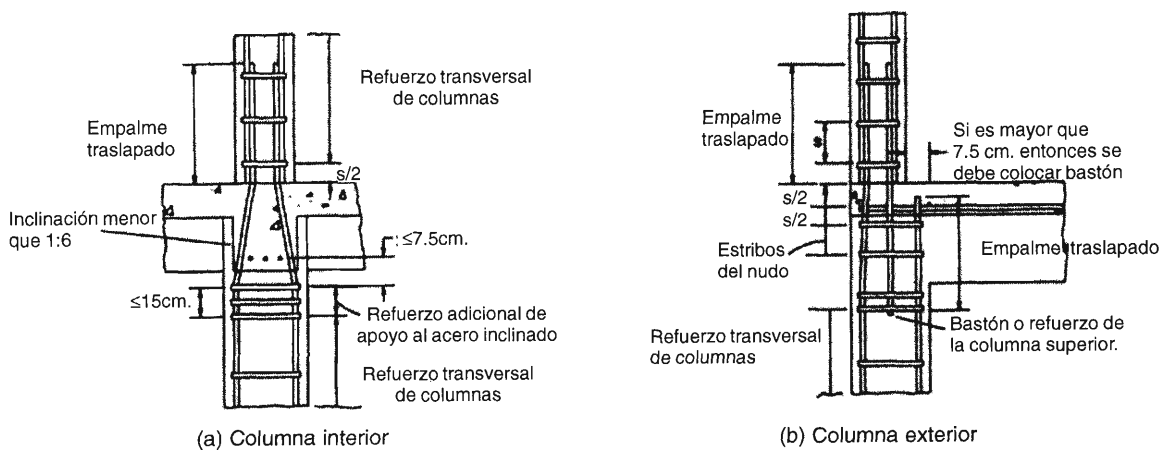 Refuerzo transversal
de columnas
Empalme
traslapado
s/2
Inclinación menor
que 1:6
≤7.5cm.
≤15cm.
Refuerzo adicional de
apoyo al acero inclinado
Refuerzo transversal
de columnas
(a) Columna interior
Empalme
traslapado
s
Si es mayor que
7.5 cm. entonces se
debe colocar bastón
s/2
s/2
Estribos
del nudo
Empalme traslapado
Refuerzo transversal
de columnas
Bastón o refuerzo de
la columna superior.
(b) Columna exterior